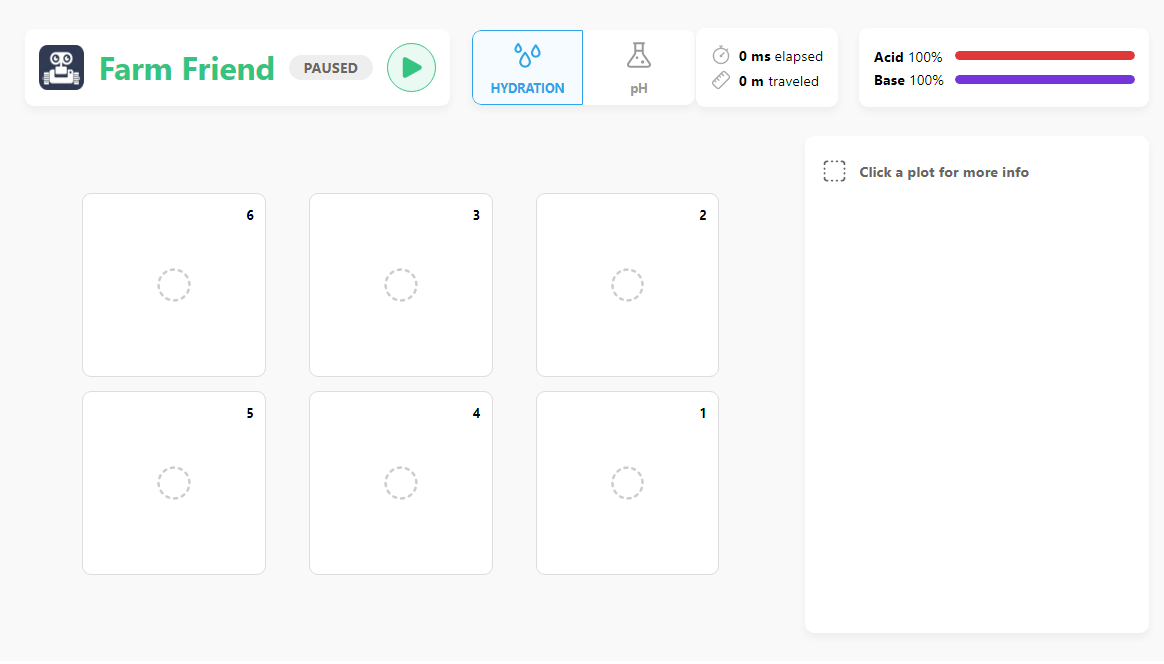 Farm Friend PAUSED
HYDRATION
pH
0 ms elapsed
0 m traveled
Acid 100%
Base 100%
Click a plot for more info
6
3
2
5
4
1